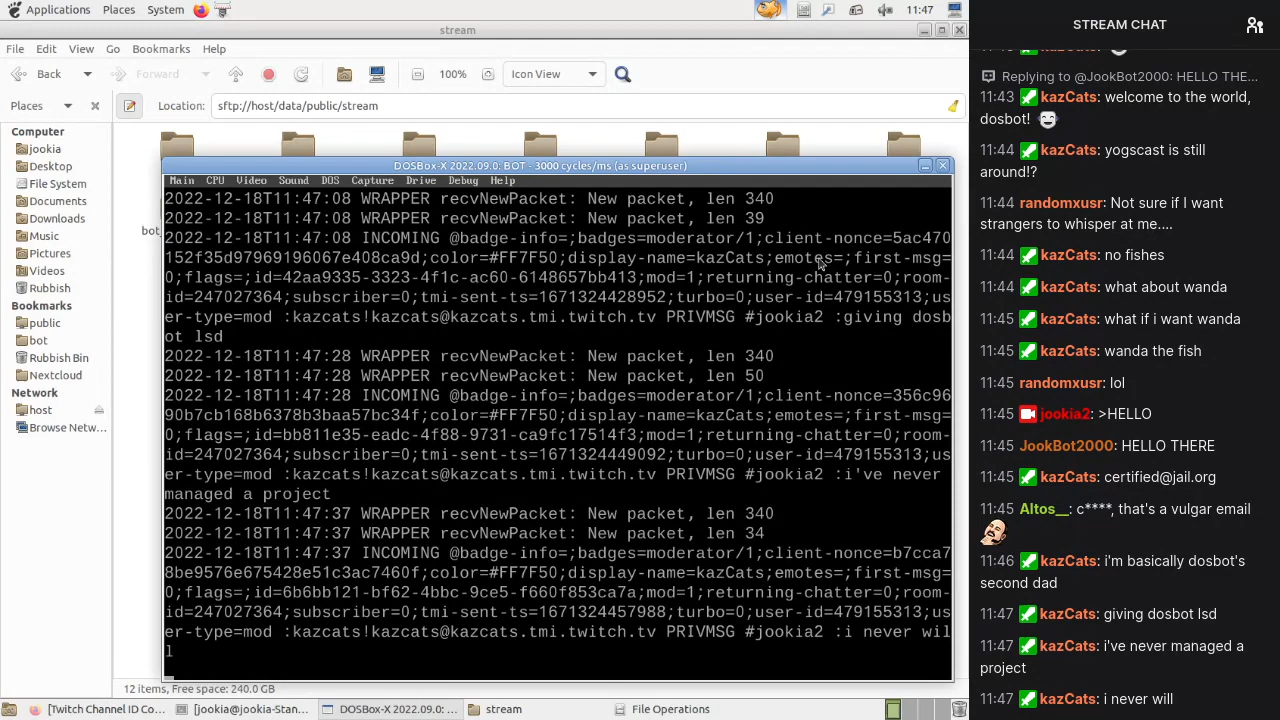 Applications Places System 11:47
stream
File Edit View Go Bookmarks Help
Back Forward 100% Icon View
Places Location: sftp://host/data/public/stream
Computer
jookia
Desktop
File System
Documents
Music
Pictures
Videos
Rubbish
Bookmarks
public
bot
Rubbish Bin
Nextcloud
Network
host
Browse Netw...
bot
DOSBox-X 2022.09.0: BOT - 3000 cycles/ms (as superuser)
Main CPU Video Sound DOS Capture Drive Debug Help
2022-12-18T11:47:08 WRAPPER recvNewPacket: New packet, len 340
2022-12-18T11:47:08 WRAPPER recvNewPacket: New packet, len 39
2022-12-18T11:47:08 INCOMING @badge-info=;badges=moderator/1;client-nonce=5ac470
152f35d97969196067e408ca9d;color=#FF7F50;display-name=kazCats;emotes=;first-msg=
0;flags=;id=42aa9335-3323-4f1c-ac60-6148657bb413;mod=1;returning-chatter=0;room-
id=247027364;subscriber=0;tmi-sent-ts=1671324428952;turbo=0;user-id=479155313;us
er-type=mod :kazcats!kazcats@kazcats.tmi.twitch.tv PRIVMSG #jookia2 :giving dosb
ot lsd
2022-12-18T11:47:28 WRAPPER recvNewPacket: New packet, len 340
2022-12-18T11:47:28 WRAPPER recvNewPacket: New packet, len 50
2022-12-18T11:47:28 INCOMING @badge-info=;badges=moderator/1;client-nonce=356c96
90b7cb168b6378b3baa57bc34f;color=#FF7F50;display-name=kazCats;emotes=;first-msg=
0;flags=;id=bb811e35-eadc-4f88-9731-ca9fc17514f3;mod=1;returning-chatter=0;room-
id=247027364;subscriber=0;tmi-sent-ts=1671324449092;turbo=0;user-id=479155313;us
er-type=mod :kazcats!kazcats@kazcats.tmi.twitch.tv PRIVMSG #jookia2 :i've never
managed a project
2022-12-18T11:47:37 WRAPPER recvNewPacket: New packet, len 340
2022-12-18T11:47:37 WRAPPER recvNewPacket: New packet, len 34
2022-12-18T11:47:37 INCOMING @badge-info=;badges=moderator/1;client-nonce=b7cca7
8be9576e675428e51c3ac7460f;color=#FF7F50;display-name=kazCats;emotes=;first-msg=
0;flags=;id=6b6bb121-bf62-4bbc-9ce5-f660f853ca7a;mod=1;returning-chatter=0;room-
id=247027364;subscriber=0;tmi-sent-ts=1671324457988;turbo=0;user-id=479155313;us
er-type=mod :kazcats!kazcats@kazcats.tmi.twitch.tv PRIVMSG #jookia2 :i never wil
l
12 items, Free space: 240.0 GB
[Twitch Channel ID Co... [jookia@jookia-Stan... DOSBox-X 2022.09.0: ... stream File Operations
STREAM CHAT
Replying to @JookBot2000: HELLO THE...
11:43 kazCats: welcome to the world,
dosbot!
11:44 kazCats: yogscast is still
around!?
11:44 randomxusr: Not sure if I want
strangers to whisper at me....
11:44 kazCats: no fishes
11:44 kazCats: what about wanda
11:45 kazCats: what if i want wanda
11:45 kazCats: wanda the fish
11:45 randomxusr: lol
11:45 jookia2: >HELLO
11:45 JookBot2000: HELLO THERE
11:45 kazCats: certified@jail.org
11:45 Altos__: c****, that's a vulgar email
11:46 kazCats: i'm basically dosbot's
second dad
11:47 kazCats: giving dosbot lsd
11:47 kazCats: i've never managed a
project
11:47 kazCats: i never will